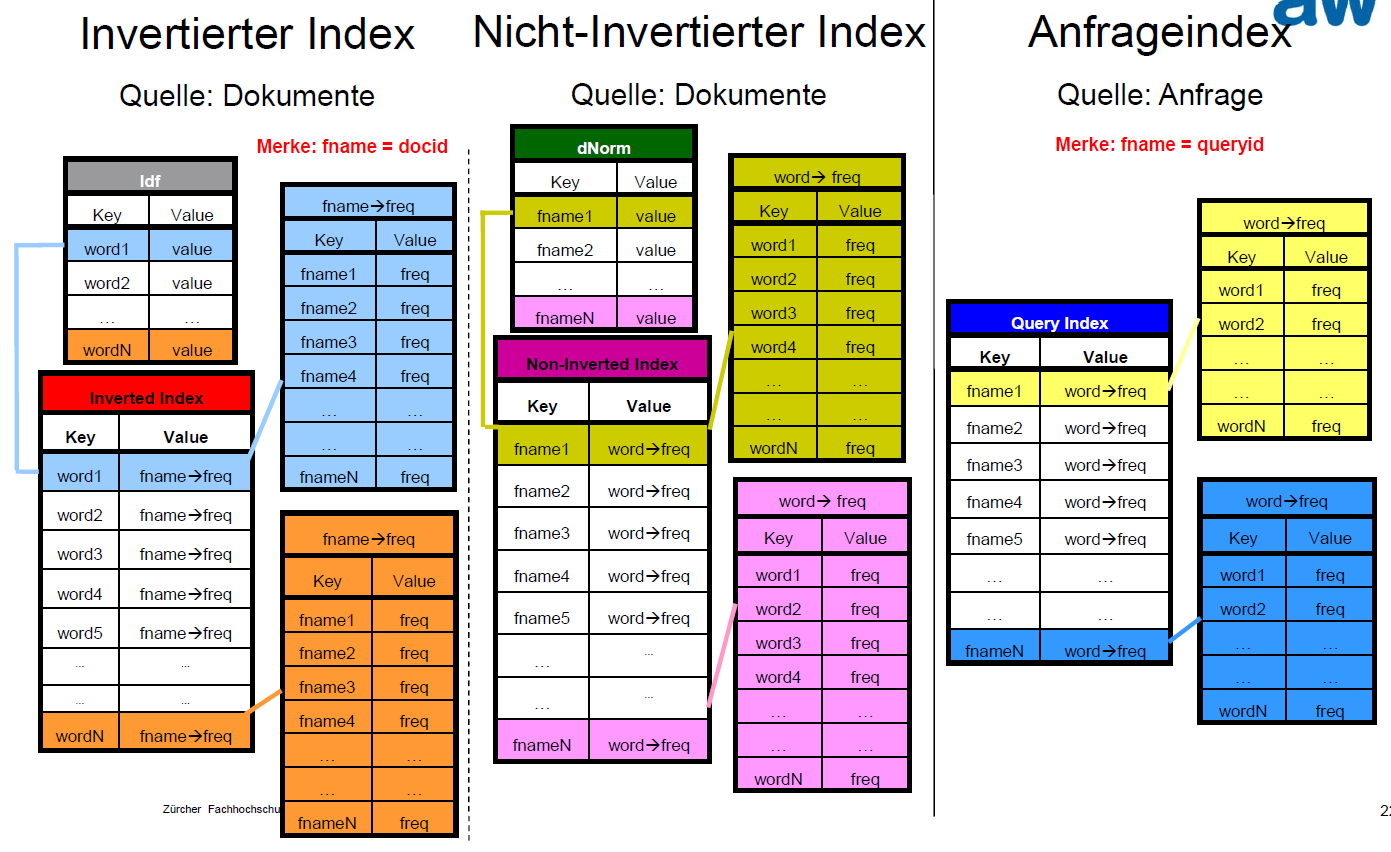 aw
Invertierter Index
Quelle: Dokumente
Merke: fname = docid
Idf
Key Value
word1 value
word2 value
… …
wordN value
Inverted Index
Key Value
word1 fname→freq
word2 fname→freq
word3 fname→freq
word4 fname→freq
word5 fname→freq
... ...
... ...
wordN fname→freq
fname→freq
Key Value
fname1 freq
fname2 freq
fname3 freq
fname4 freq
… …
… …
fnameN freq
fname→freq
Key Value
fname1 freq
fname2 freq
fname3 freq
fname4 freq
… …
… …
fnameN freq
Zürcher Fachhochschu
Nicht-Invertierter Index
Quelle: Dokumente
dNorm
Key Value
fname1 value
fname2 value
… …
fnameN value
Non-Inverted Index
Key Value
fname1 word→freq
fname2 word→freq
fname3 word→freq
fname4 word→freq
fname5 word→freq
… ...
… ...
fnameN word→freq
word→ freq
Key Value
word1 freq
word2 freq
word3 freq
word4 freq
… …
… …
wordN freq
word→ freq
Key Value
word1 freq
word2 freq
word3 freq
word4 freq
… …
… …
wordN freq
Anfrageindex
Quelle: Anfrage
Merke: fname = queryid
Query Index
Key Value
fname1 word→freq
fname2 word→freq
fname3 word→freq
fname4 word→freq
fname5 word→freq
… …
… …
fnameN word→freq
word→freq
Key Value
word1 freq
word2 freq
… …
… …
wordN freq
word→freq
Key Value
word1 freq
word2 freq
… …
… …
wordN freq